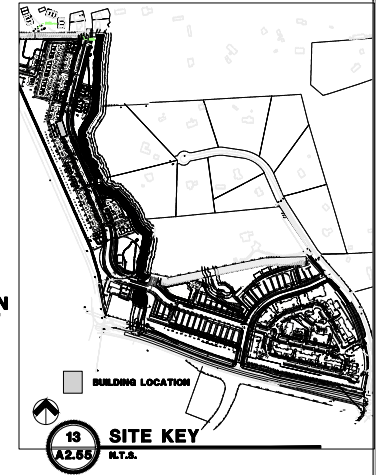 N
BUILDING LOCATION
13
SITE KEY
A2.55
N.T.S.